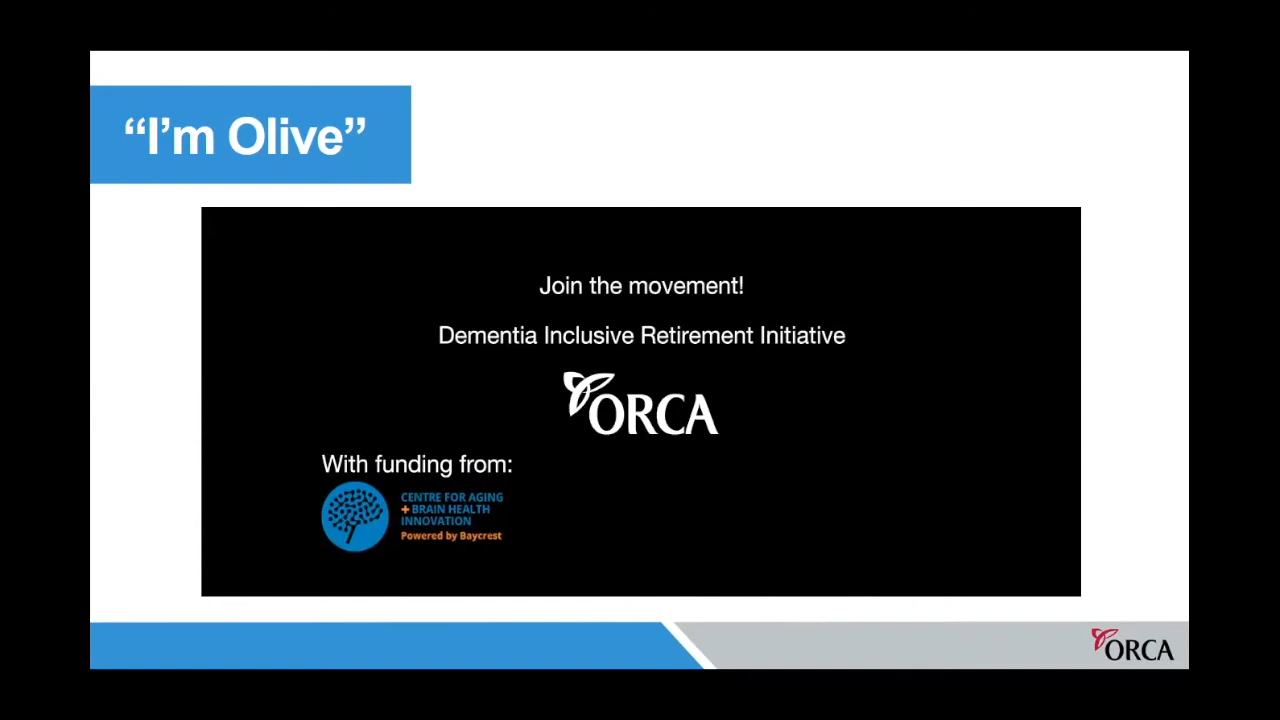 “I’m Olive”
Join the movement!
Dementia Inclusive Retirement Initiative
ORCA
With funding from:
CENTRE FOR AGING
+ BRAIN HEALTH
INNOVATION
Powered by Baycrest
ORCA